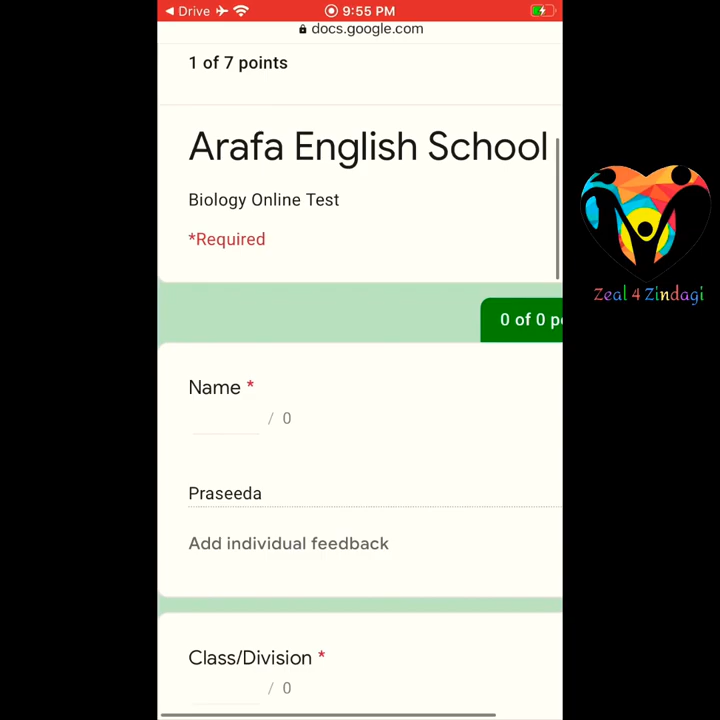 Drive 9:55 PM
docs.google.com
1 of 7 points
Arafa English School
Biology Online Test
*Required
0 of 0 p
Name *
/ 0
Praseeda
Add individual feedback
Class/Division *
/ 0
Zeal 4 Zindagi